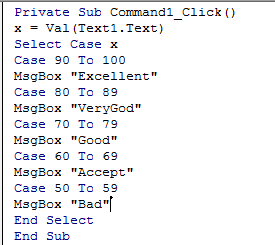 Private Sub Command1_Click()
x = Val(Text1.Text)
Select Case x
Case 90 To 100
MsgBox "Excellent"
Case 80 To 89
MsgBox "VeryGod"
Case 70 To 79
MsgBox "Good"
Case 60 To 69
MsgBox "Accept"
Case 50 To 59
MsgBox "Bad"
End Select
End Sub